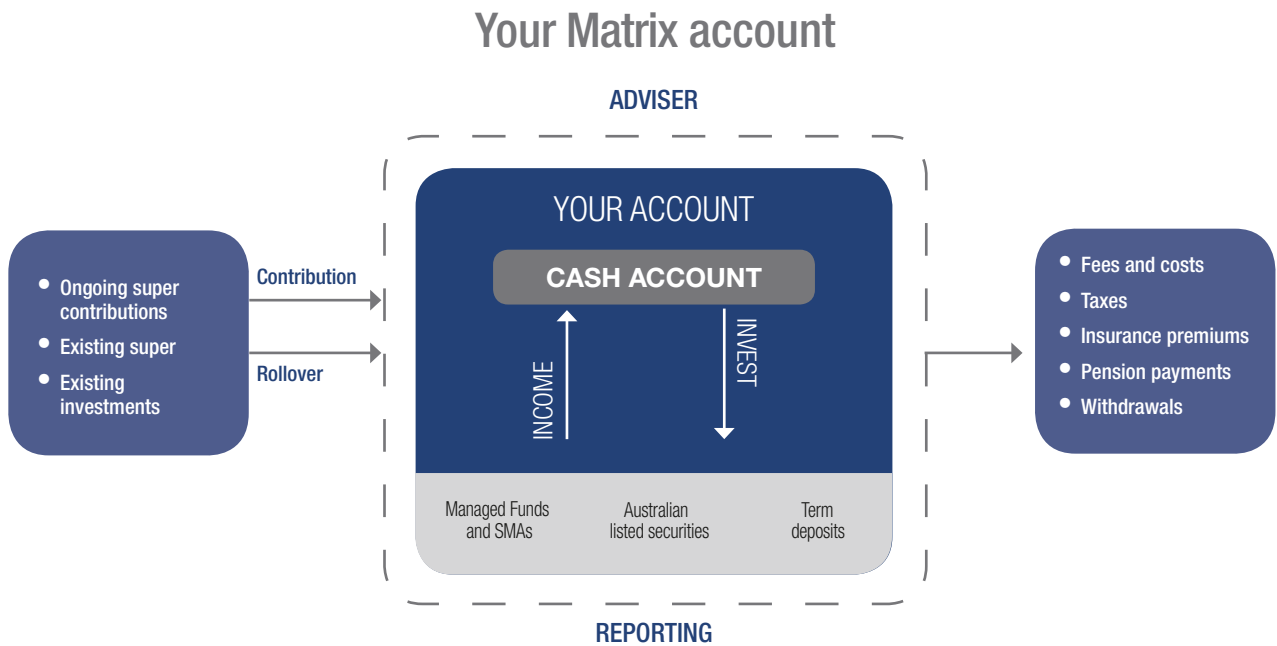 Your Matrix account
ADVISER
• Ongoing super
contributions
• Existing super
• Existing
investments
Contribution
Rollover
YOUR ACCOUNT
CASH ACCOUNT
INCOME
INVEST
Managed Funds
and SMAs
Australian
listed securities
Term
deposits
• Fees and costs
• Taxes
• Insurance premiums
• Pension payments
• Withdrawals
REPORTING